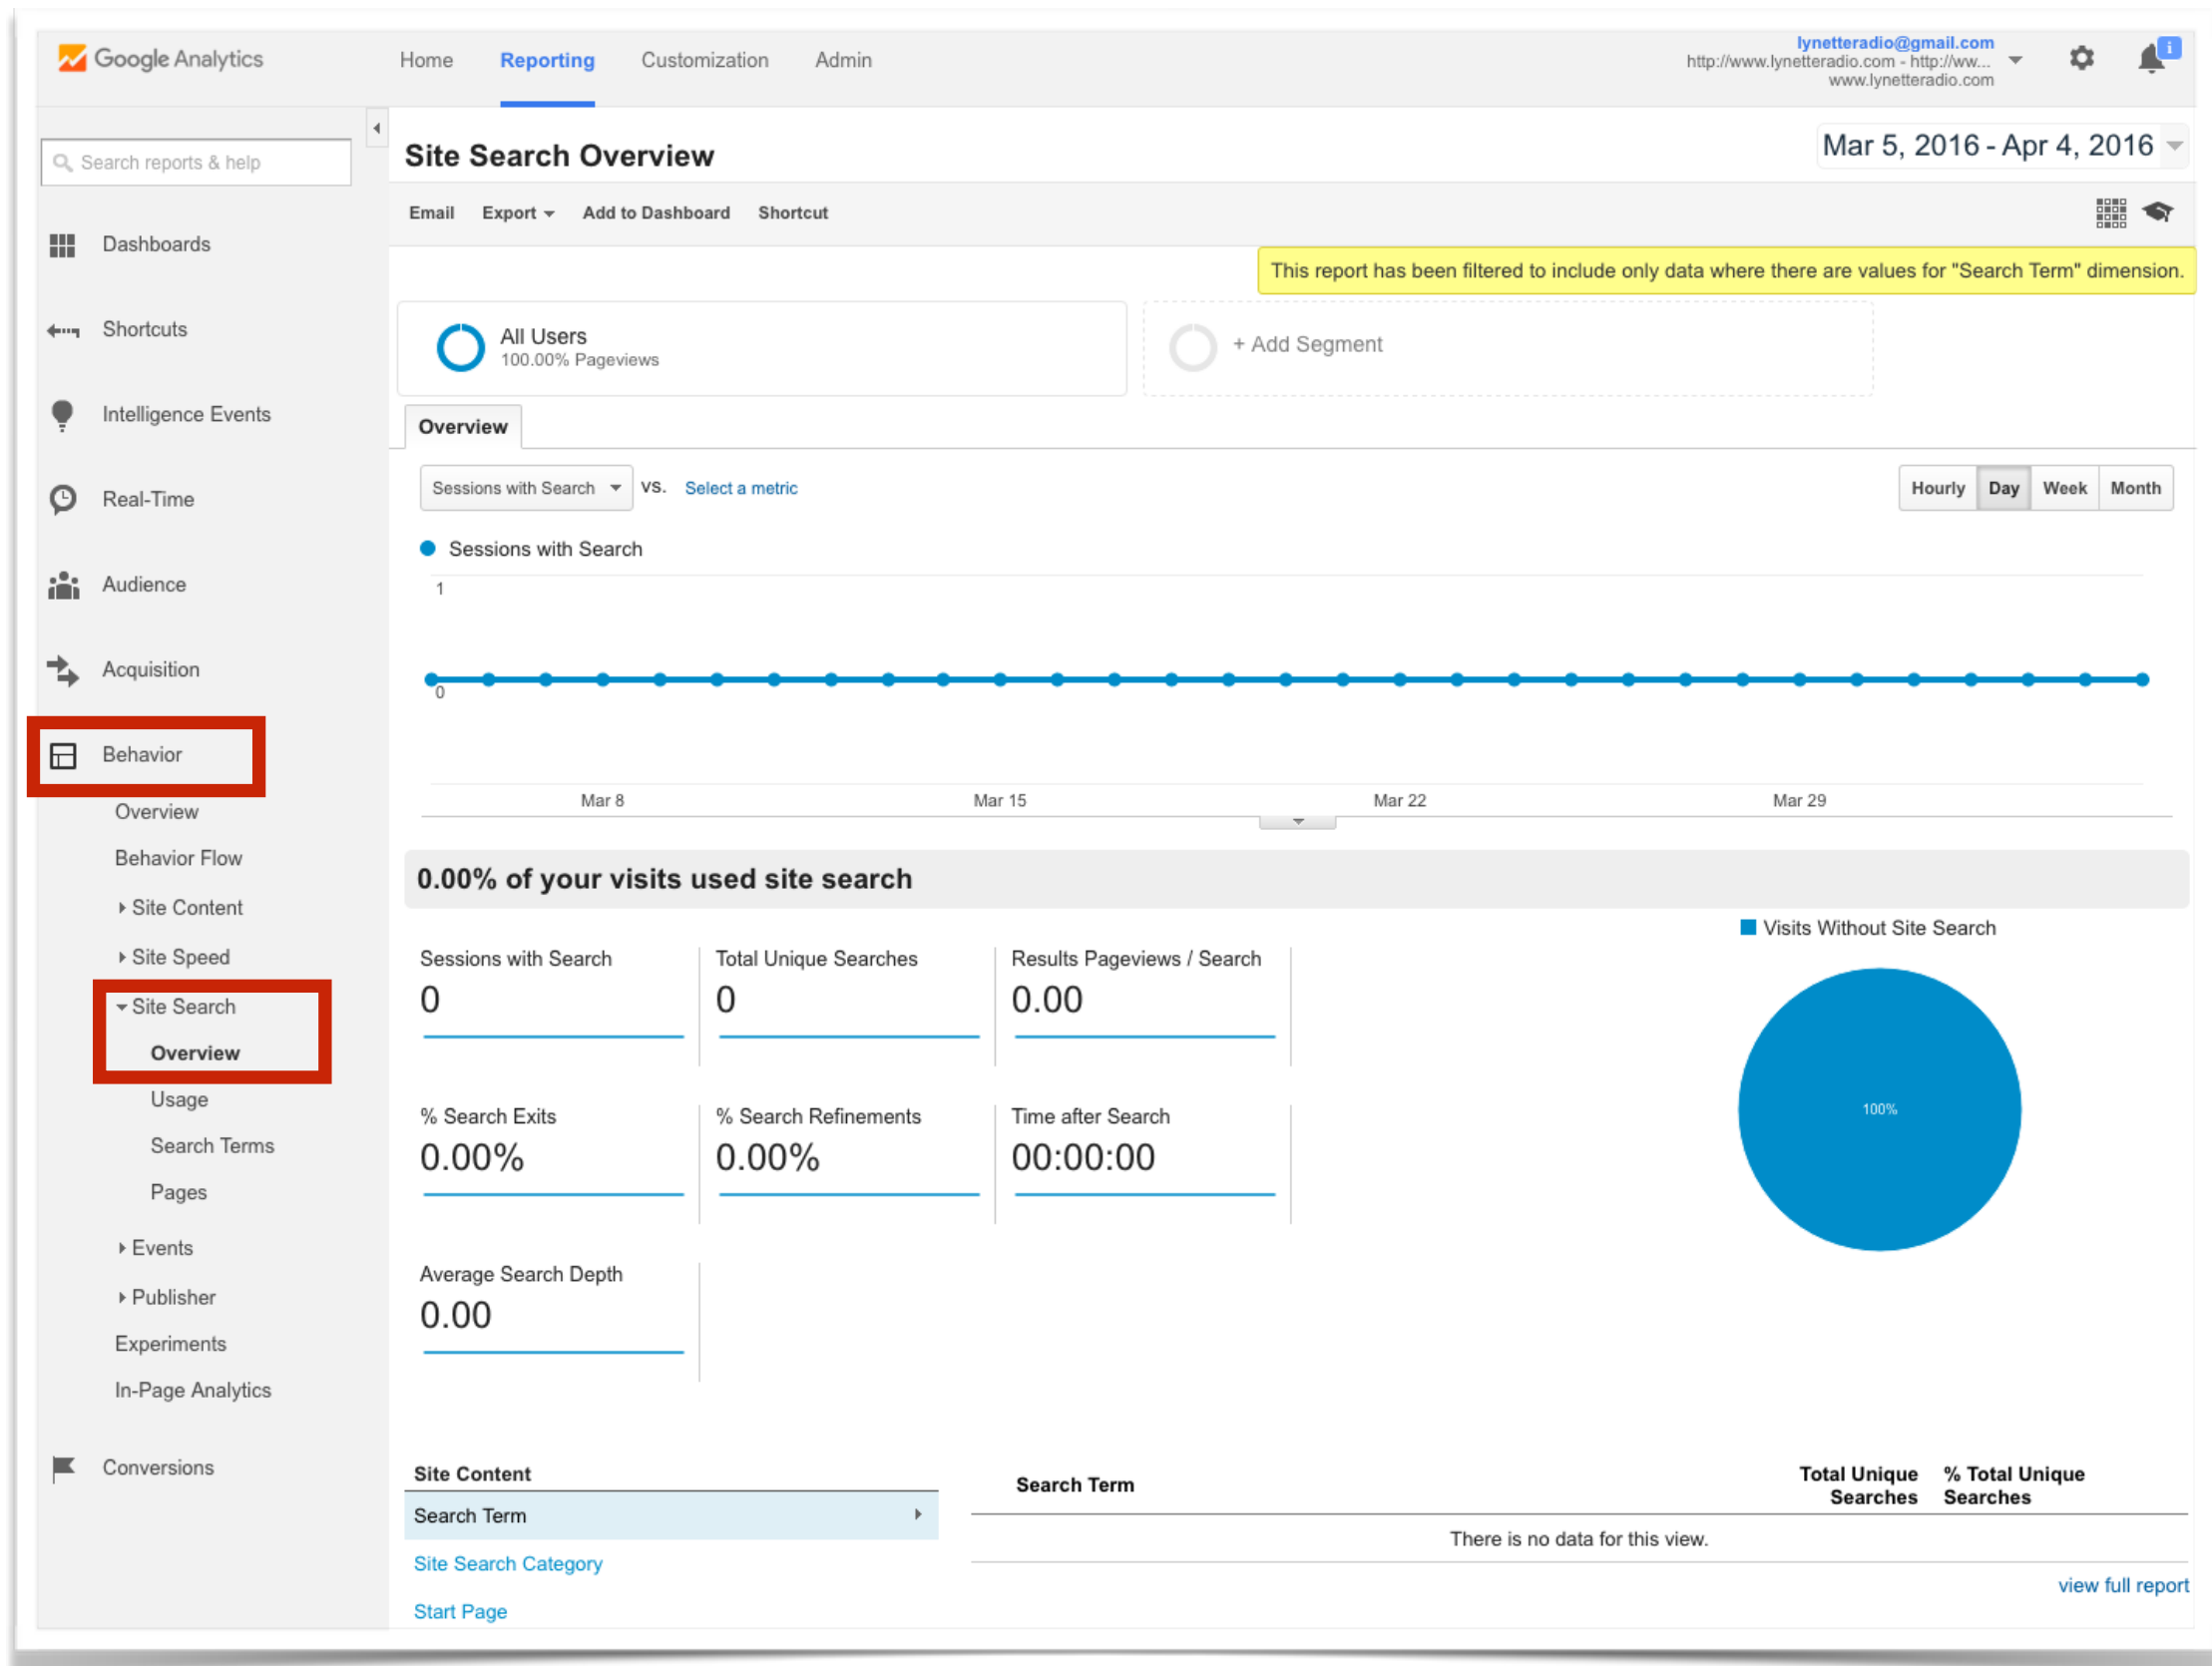 Google Analytics
Home Reporting Customization Admin
lynetteradio@gmail.com
http://www.lynetteradio.com - http://ww...
www.lynetteradio.com
i
Search reports & help
Dashboards
Shortcuts
Intelligence Events
Real-Time
Audience
Acquisition
Behavior
Overview
Behavior Flow
Site Content
Site Speed
Site Search
Overview
Usage
Search Terms
Pages
Events
Publisher
Experiments
In-Page Analytics
Conversions
Site Search Overview
Mar 5, 2016 - Apr 4, 2016
Email Export Add to Dashboard Shortcut
This report has been filtered to include only data where there are values for "Search Term" dimension.
All Users
100.00% Pageviews
+ Add Segment
Overview
Sessions with Search VS. Select a metric
Hourly Day Week Month
Sessions with Search
1
0
Mar 8 Mar 15 Mar 22 Mar 29
0.00% of your visits used site search
Visits Without Site Search
100%
Sessions with Search
0
Total Unique Searches
0
Results Pageviews / Search
0.00
% Search Exits
0.00%
% Search Refinements
0.00%
Time after Search
00:00:00
Average Search Depth
0.00
Site Content
Search Term
Site Search Category
Start Page
Search Term
Total Unique
Searches
% Total Unique
Searches
There is no data for this view.
view full report